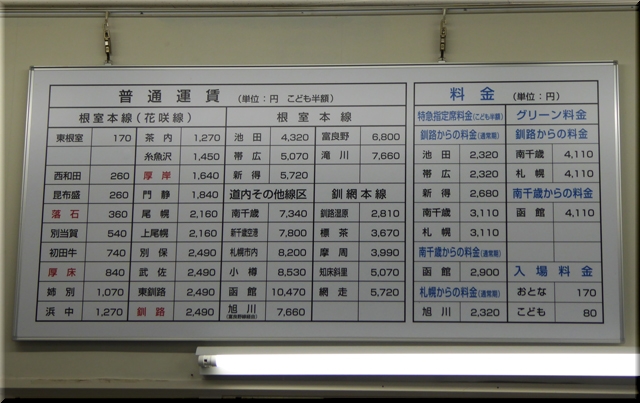 普通運賃 (単位：円 こども半額)
根室本線(花咲線) 根室本線
東根室 170 茶内 1,270 池田 4,320 富良野 6,800
糸魚沢 1,450 帯広 5,070 滝川 7,660
西和田 260 厚岸 1,640 新得 5,720
昆布盛 260 門静 1,840 道内その他線区 釧網本線
落石 360 尾幌 2,160 南千歳 7,340 釧路湿原 2,810
別当賀 540 上尾幌 2,160 新千歳空港 7,800 標茶 3,670
初田牛 740 別保 2,490 札幌市内 8,200 摩周 3,990
厚床 840 武佐 2,490 小樽 8,530 知床斜里 5,070
姉別 1,070 東釧路 2,490 函館 10,470 網走 5,720
浜中 1,270 釧路 2,490 旭川 7,660
料金 (単位：円)
特急指定席料金(こども半額) グリーン料金
釧路からの料金(通常期) 釧路からの料金
池田 2,320 南千歳 4,110
帯広 2,320 札幌 4,110
新得 2,680 南千歳からの料金
南千歳 3,110 函館 4,110
札幌 3,110
南千歳からの料金(通常期)
函館 2,900 入場料金
札幌からの料金(通常期) おとな 170
旭川 2,320 こども 80